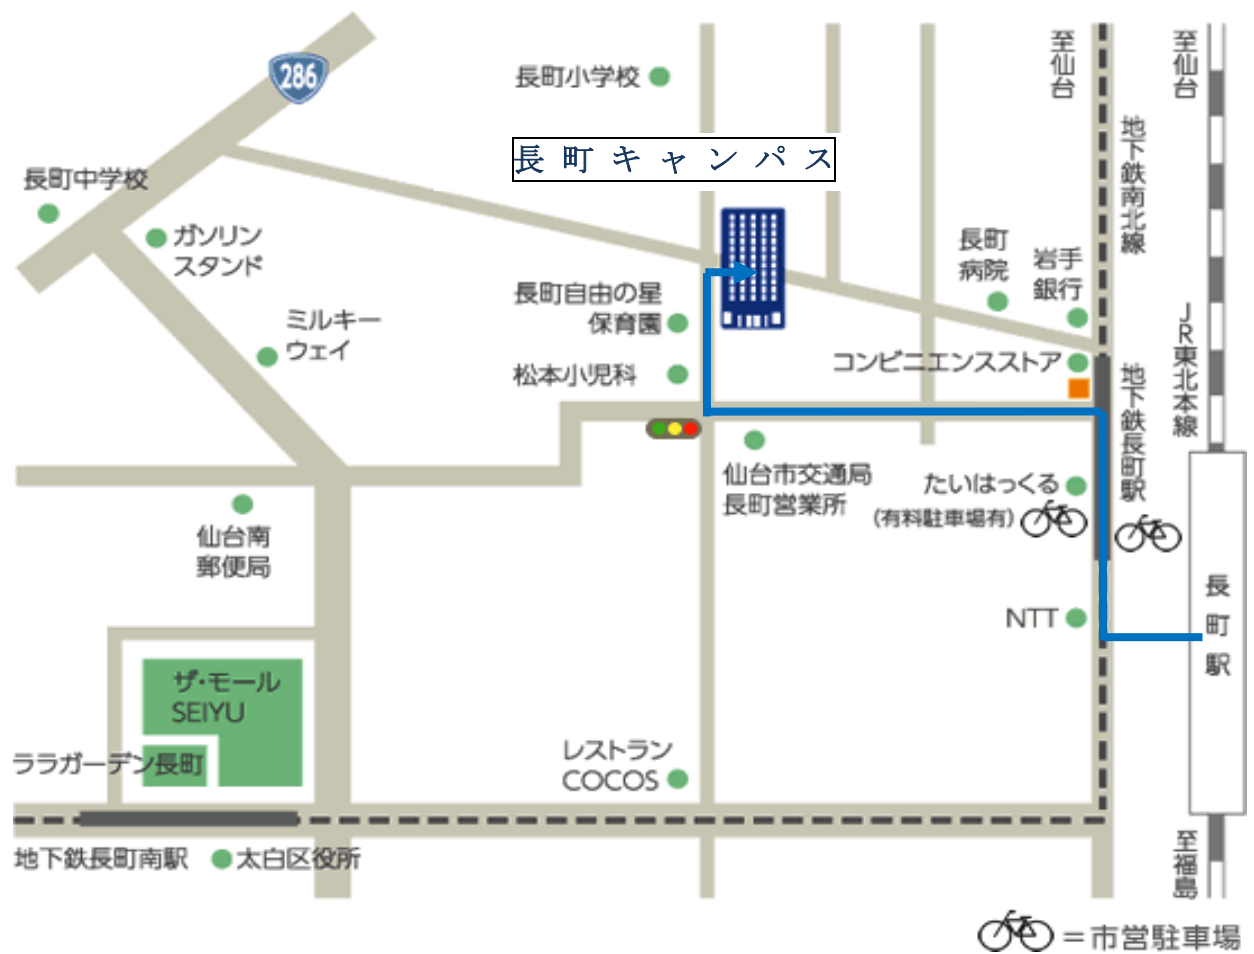 286
長町小学校
至仙台
至仙台
長町キャンパス
地下鉄南北線
長町中学校
ガソリン
スタンド
長町
病院
岩手
銀行
長町自由の星
保育園
ミルキー
ウェイ
JR東北本線
コンビニエンスストア
松本小児科
地下鉄長町駅
仙台市交通局
長町営業所
たいはっくる
(有料駐車場有)
仙台南
郵便局
長町駅
NTT
ザ・モール
SEIYU
ララガーデン長町
レストラン
COCOS
地下鉄長町南駅
太白区役所
至福島
=市営駐車場